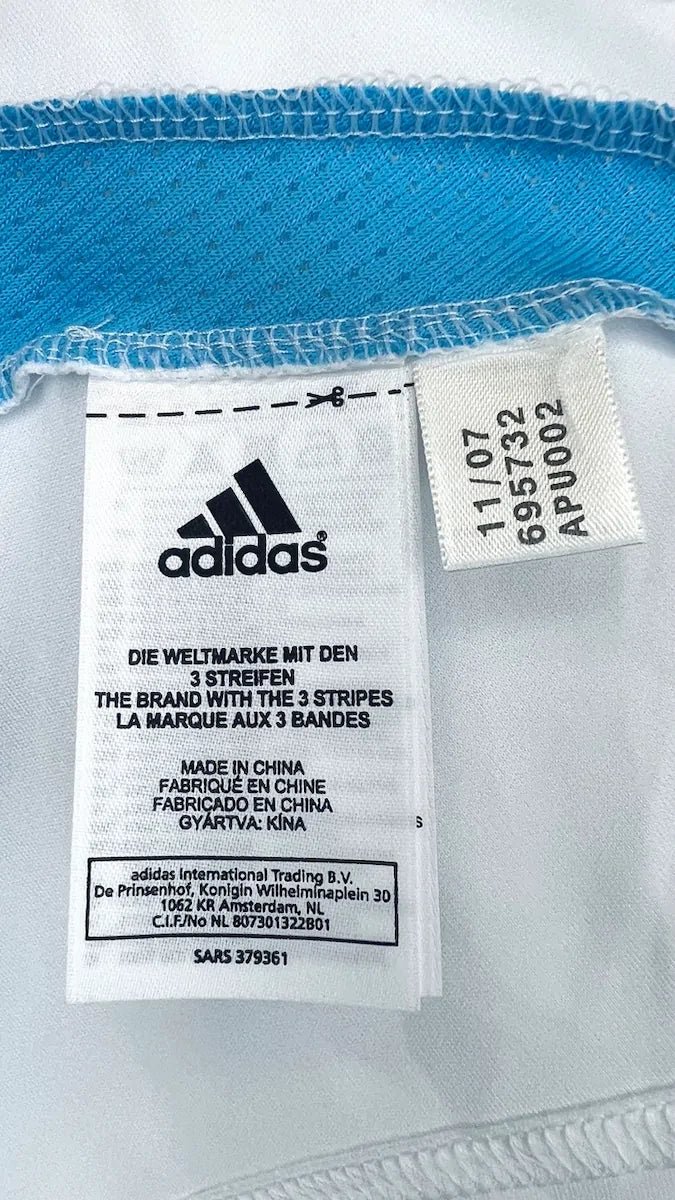 adidas®
DIE WELTMARKE MIT DEN
3 STREIFEN
THE BRAND WITH THE 3 STRIPES
LA MARQUE AUX 3 BANDES
MADE IN CHINA
FABRIQUÉ EN CHINE
FABRICADO EN CHINA
GYÁRTVA: KÍNA
adidas International Trading B.V.
De Prinsenhof, Konigin Wilhelminaplein 30
1062 KR Amsterdam, NL
C.I.F./No NL 807301322B01
SARS 379361
S
11/07
695732
APU002